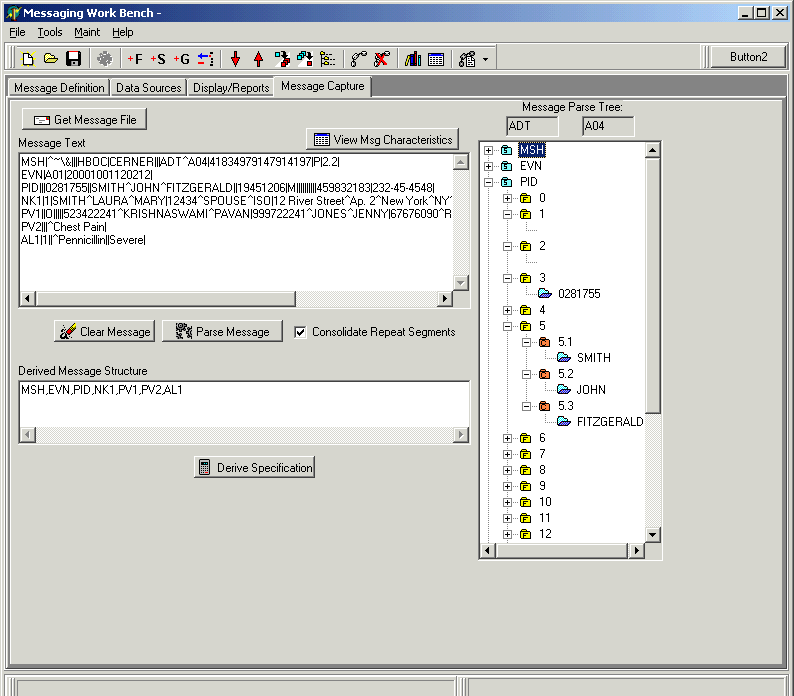 Messaging Work Bench -
File Tools Maint Help
+F +S +G
Button2
Message Definition Data Sources Display/Reports Message Capture
Get Message File
Message Text
View Msg Characteristics
MSH|^~\&|||HBOC|CERNER|||ADT^A04|41834979147914197|P|2.2|
EVN|A01|20001001120212|
PID|||0281755||SMITH^JOHN^FITZGERALD||19451206|M||||||||||459832183|232-45-4548|
NK1|1|SMITH^LAURA^MARY|12434^SPOUSE^ISO|12 River Street^Ap. 2^New York^NY^
PV1||O|||||523422241^KRISHNASWAMI^PAVAN|999722241^JONES^JENNY|67676090^R
PV2|||^Chest Pain|
AL1|1||^Pennicillin||Severe|
Clear Message
Parse Message
Consolidate Repeat Segments
Derived Message Structure
MSH,EVN,PID,NK1,PV1,PV2,AL1
Derive Specification
Message Parse Tree:
ADT A04
MSH
EVN
PID
0
1
2
3
0281755
4
5
5.1
SMITH
5.2
JOHN
5.3
FITZGERALD
6
7
8
9
10
11
12